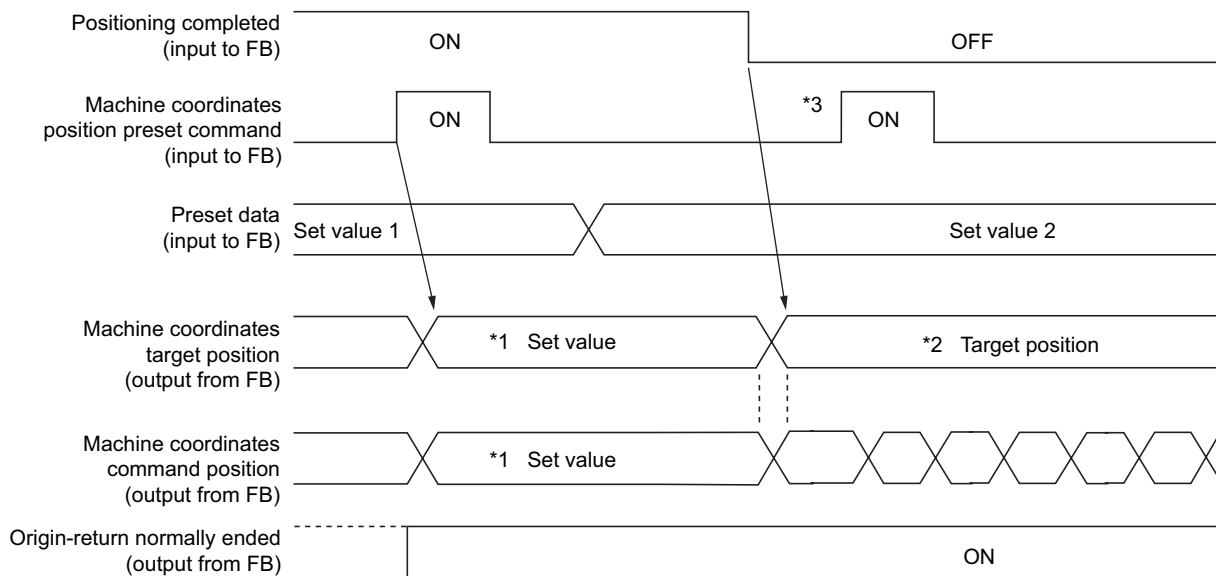 Positioning completed
(input to FB)
ON
OFF
Machine coordinates
position preset command
(input to FB)
ON
*3
ON
Preset data
(input to FB)
Set value 1
Set value 2
Machine coordinates
target position
(output from FB)
*1 Set value
*2 Target position
Machine coordinates
command position
(output from FB)
*1 Set value
Origin-return normally ended
(output from FB)
ON